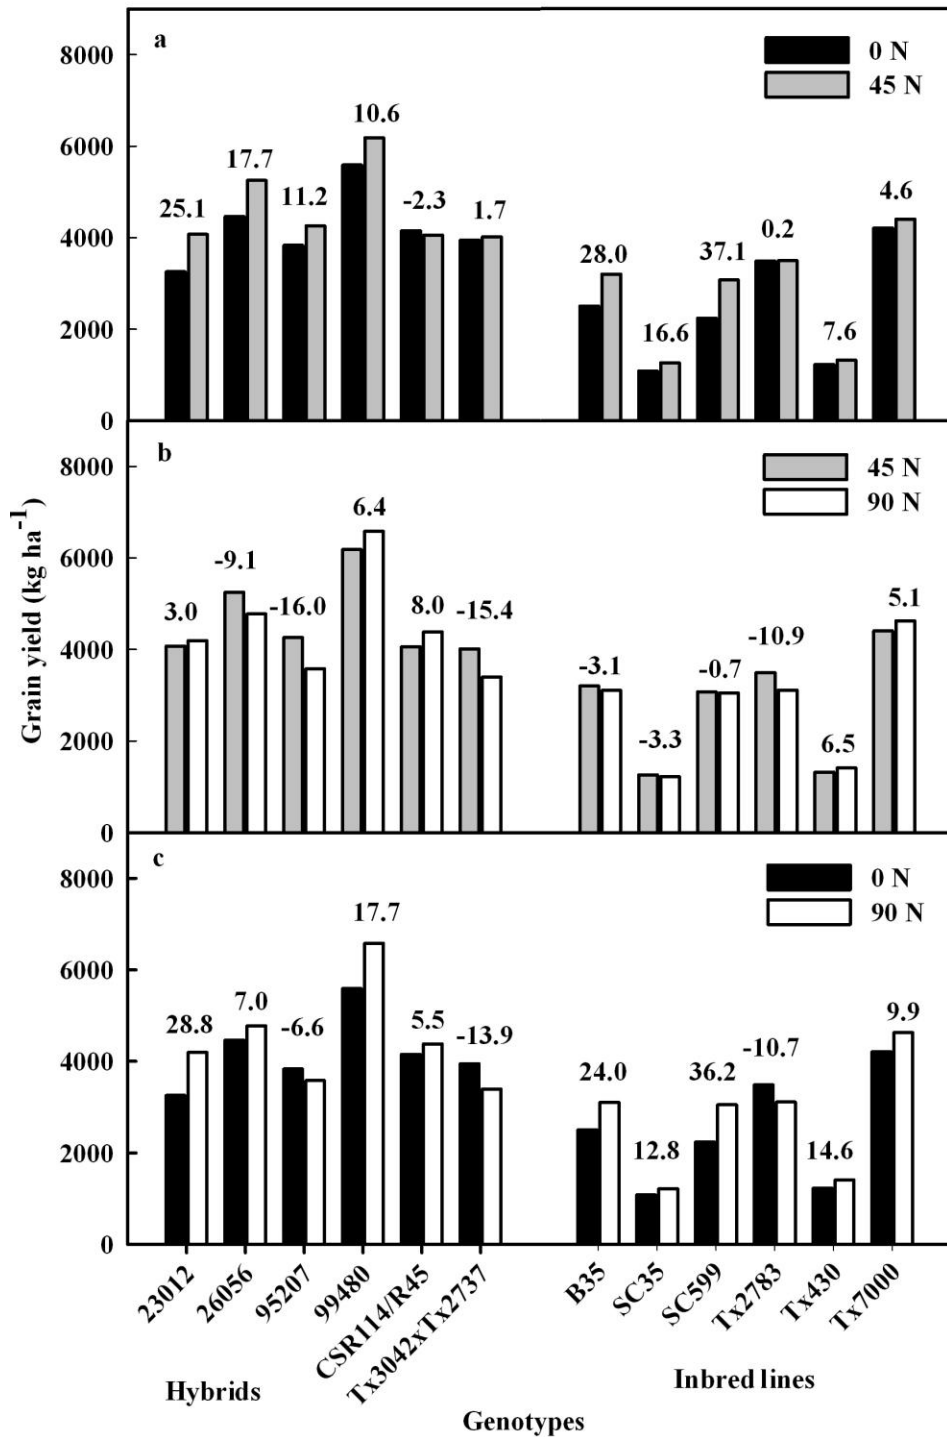 a
0 N
45 N
8000
6000
4000
2000
0
25.1
17.7
11.2
10.6
-2.3
1.7
28.0
16.6
37.1
0.2
7.6
4.6
b
45 N
90 N
8000
6000
4000
2000
0
3.0
-9.1
-16.0
6.4
8.0
-15.4
-3.1
-3.3
-0.7
-10.9
6.5
5.1
Grain yield (kg ha-1)
c
0 N
90 N
8000
6000
4000
2000
0
28.8
7.0
-6.6
17.7
5.5
-13.9
24.0
12.8
36.2
-10.7
14.6
9.9
23012
26056
95207
99480
CSR114/R45
Tx3042xTx2737
B35
SC35
SC599
Tx2783
Tx430
Tx7000
Hybrids
Inbred lines
Genotypes